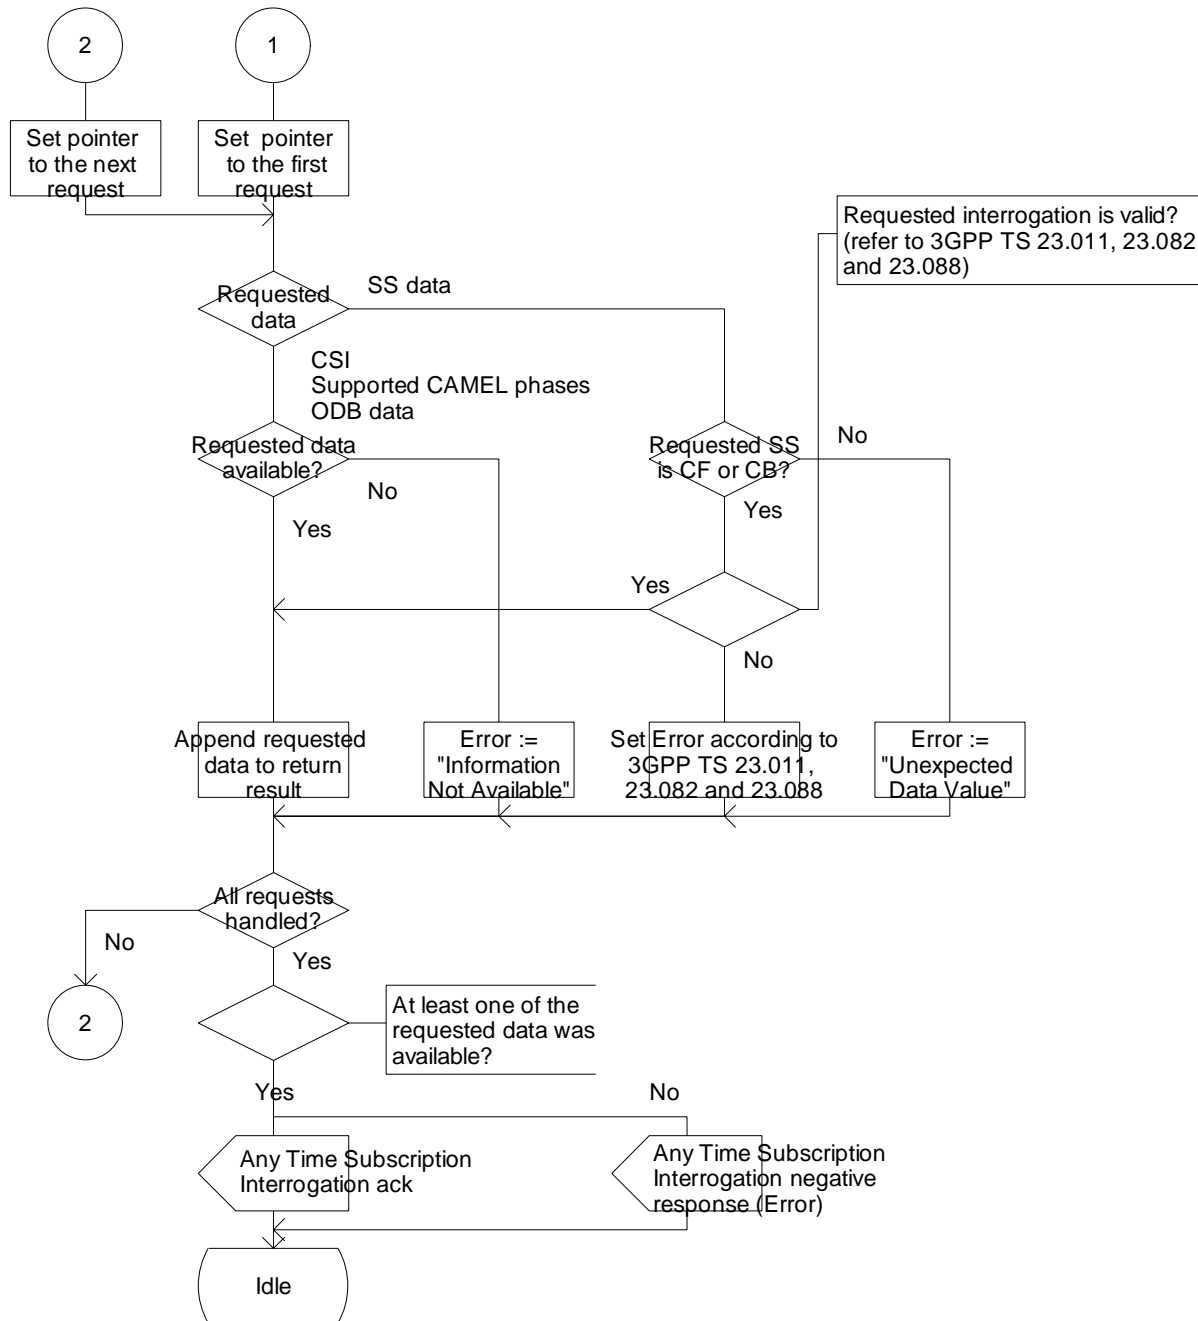 2
1
Set pointer
to the next
request
Set pointer
to the first
request
Requested interrogation is valid?
(refer to 3GPP TS 23.011, 23.082
and 23.088)
Requested
data
SS data
CSI
Supported CAMEL phases
ODB data
Requested data
available?
No
Yes
Requested SS
is CF or CB?
No
Yes
Yes
No
Append requested
data to return
result
Error :=
"Information
Not Available"
Set Error according to
3GPP TS 23.011,
23.082 and 23.088
Error :=
"Unexpected
Data Value"
All requests
handled?
No
Yes
2
At least one of the
requested data was
available?
Yes
No
Any Time Subscription
Interrogation ack
Any Time Subscription
Interrogation negative
response (Error)
Idle